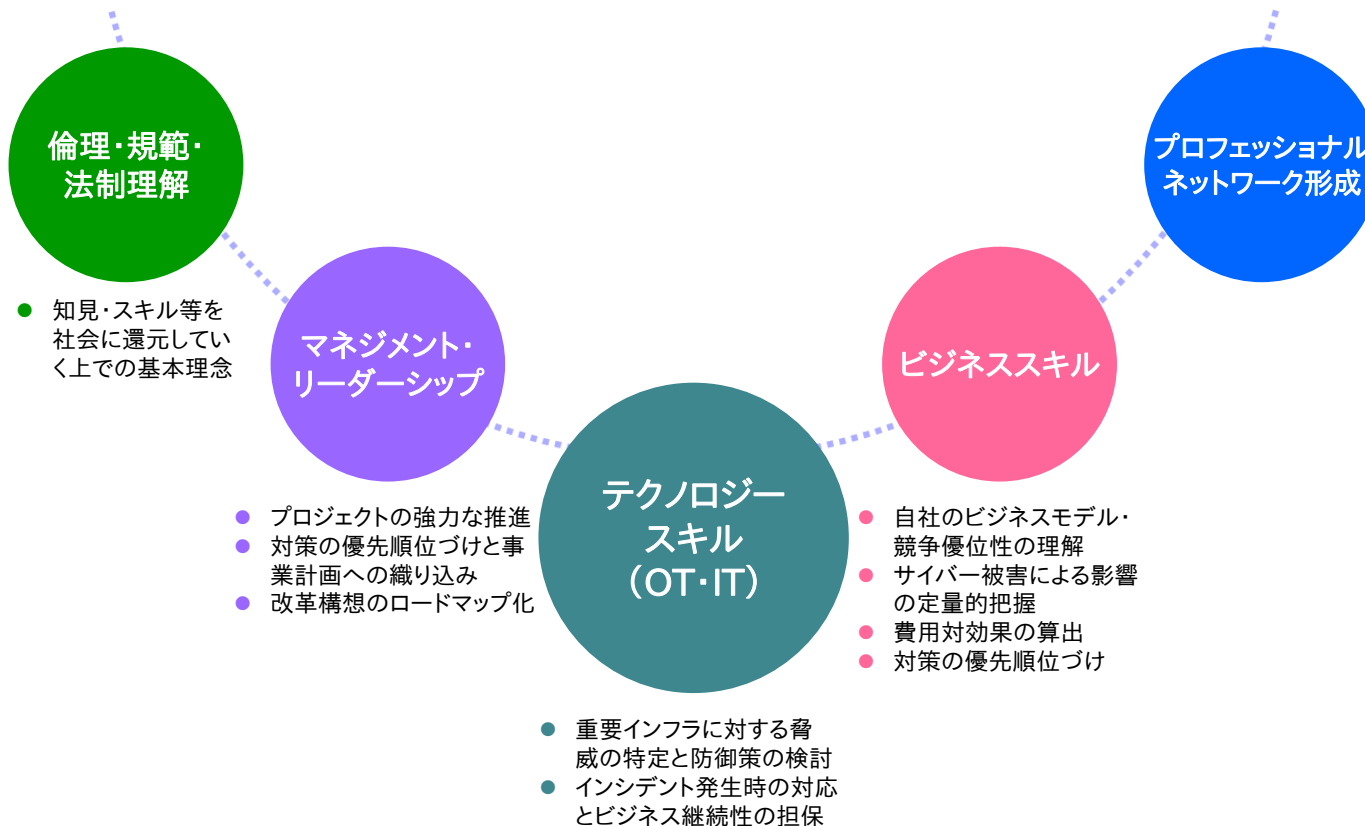 倫理・規範・
法制理解
● 知見・スキル等を
社会に還元してい
く上での基本理念
マネジメント・
リーダーシップ
● プロジェクトの強力な推進
● 対策の優先順位づけと事
業計画への織り込み
● 改革構想のロードマップ化
テクノロジー
スキル
（OT・IT）
● 重要インフラに対する脅
威の特定と防御策の検討
● インシデント発生時の対応
とビジネス継続性の担保
ビジネススキル
● 自社のビジネスモデル・
競争優位性の理解
● サイバー被害による影響
の定量的把握
● 費用対効果の算出
● 対策の優先順位づけ
プロフェッショナル
ネットワーク形成